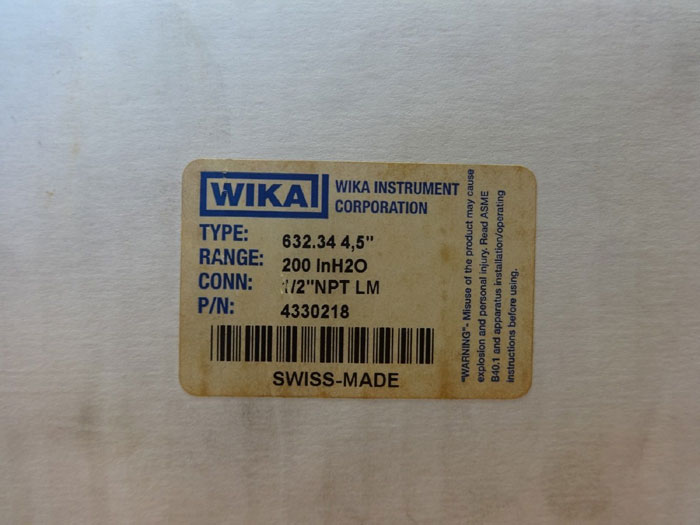 WIKA
WIKA INSTRUMENT
CORPORATION
TYPE: 632.34 4,5"
RANGE: 200 InH2O
CONN: 1/2"NPT LM
P/N: 4330218
SWISS-MADE
"WARNING"- Misuse of the product may cause
explosion and personal injury. Read ASME
B40.1 and apparatus installation/operating
instructions before using.